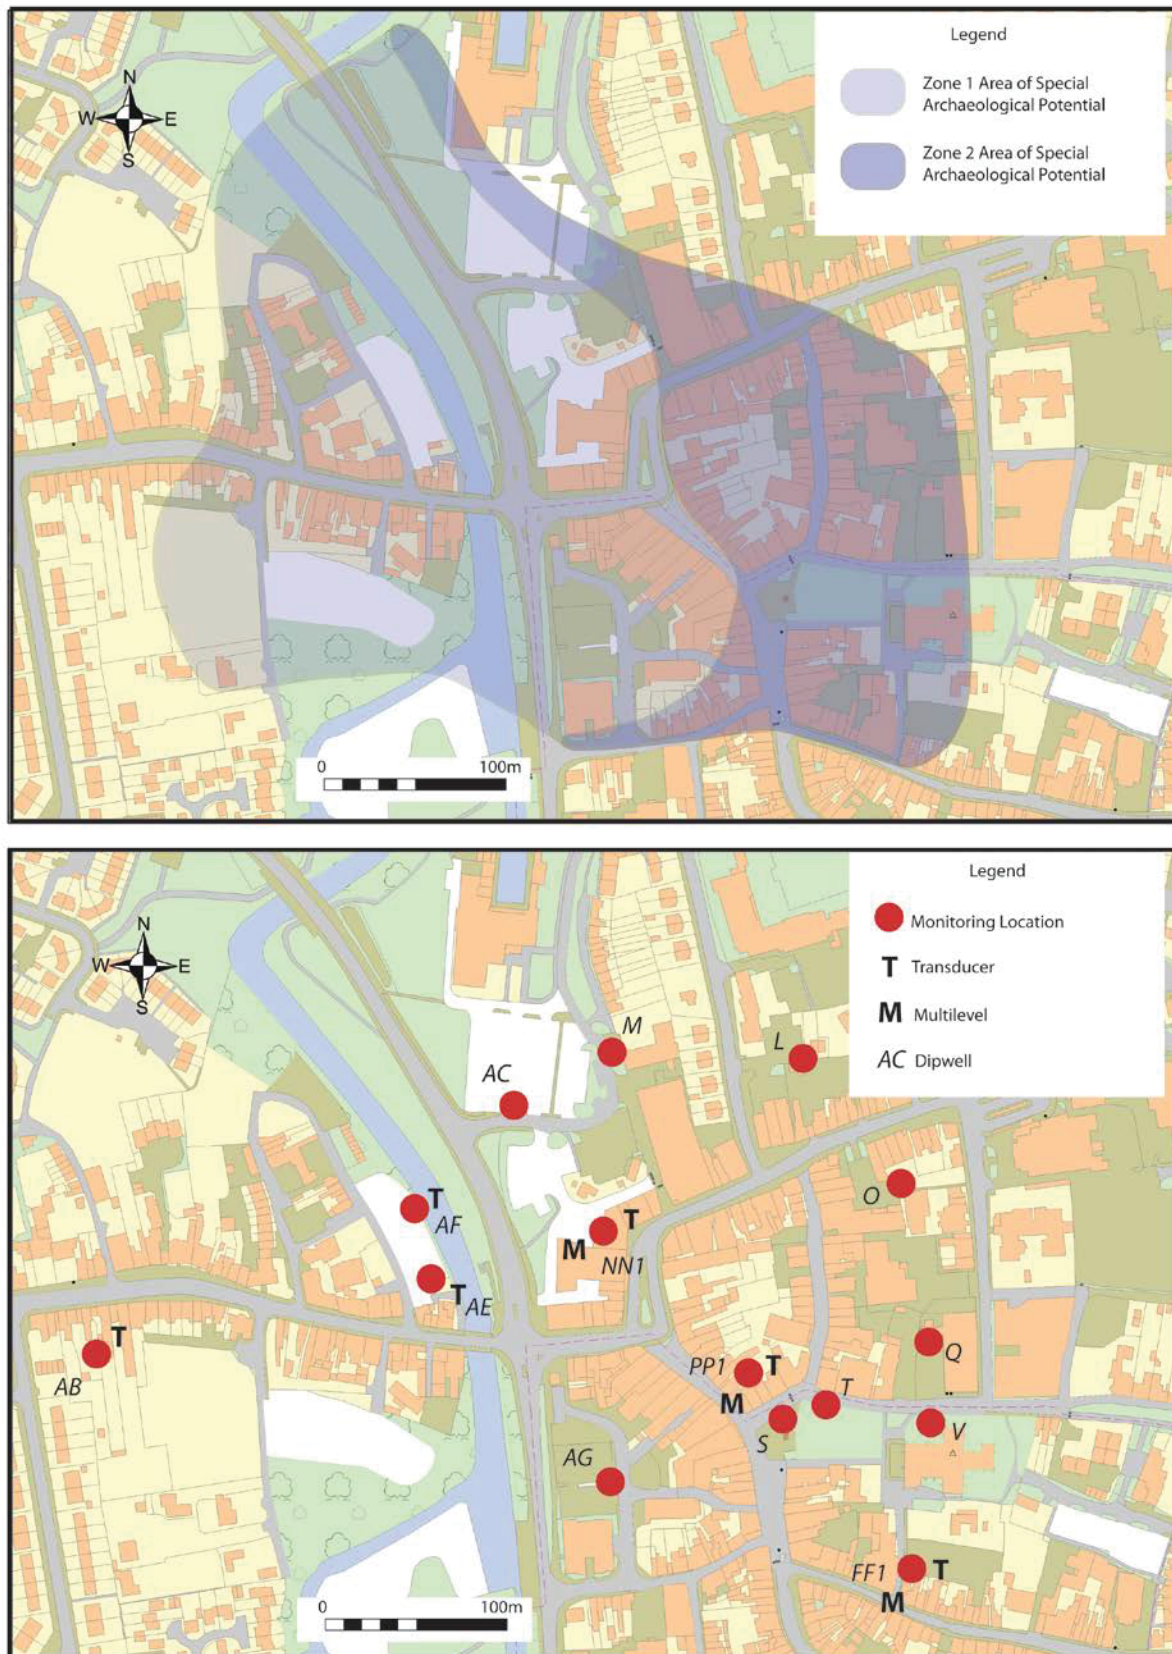 Legend
Zone 1 Area of Special
Archaeological Potential
Zone 2 Area of Special
Archaeological Potential
N
W E
S
0 100m
Legend
Monitoring Location
T Transducer
M Multilevel
AC Dipwell
N
W E
S
M
L
AC
O
T
AF
T
M
NN1
T
AE
T
AB
Q
PP1
T
M
T
S
V
AG
FF1
T
M
0 100m